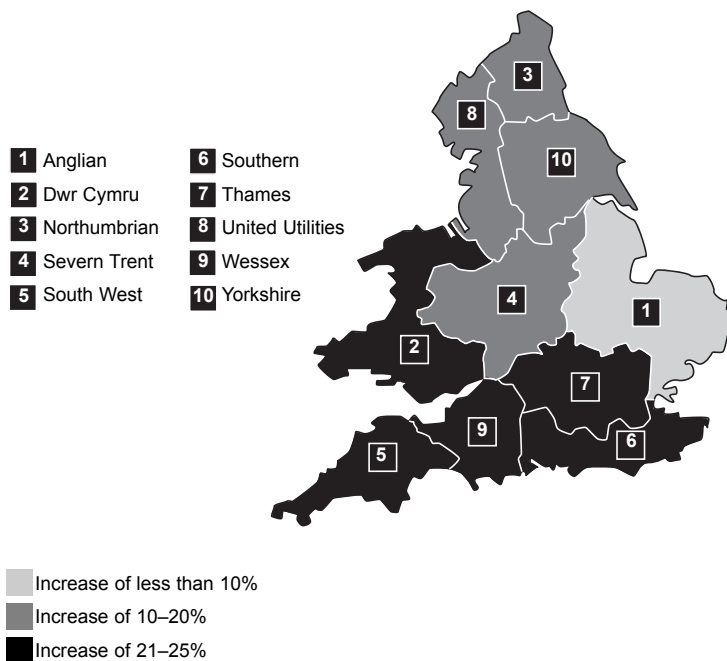 1 Anglian
2 Dwr Cymru
3 Northumbrian
4 Severn Trent
5 South West
6 Southern
7 Thames
8 United Utilities
9 Wessex
10 Yorkshire
3
8
10
4
1
2
7
9
6
5
Increase of less than 10%
Increase of 10–20%
Increase of 21–25%